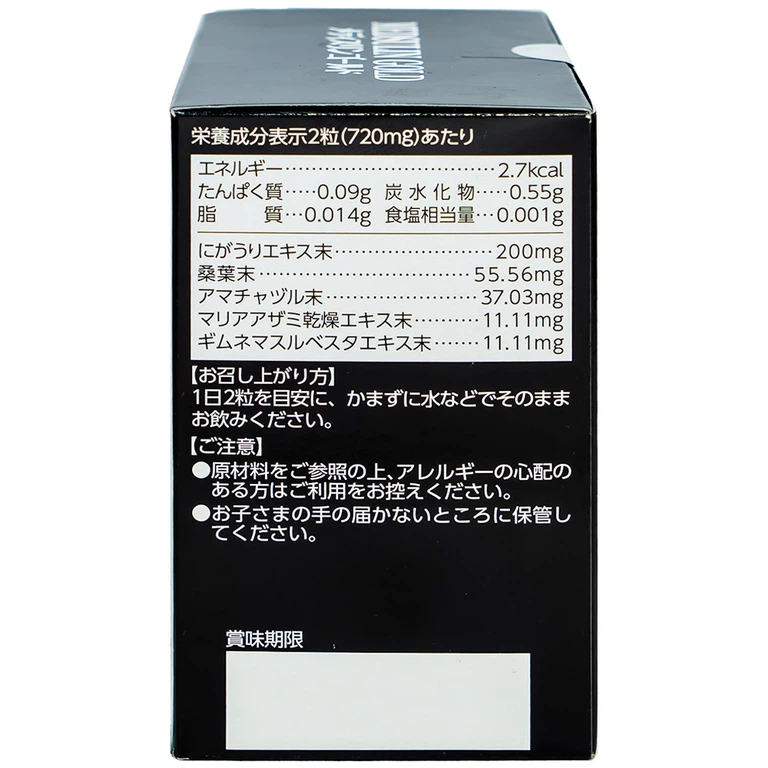 栄養成分表示2粒(720mg)あたり
エネルギー……………………………2.7kcal
たんぱく質……0.09g 炭水化物……0.55g
脂質…0.014g 食塩相当量…0.001g
にがうりエキス末……………………200mg
桑葉末…………………………………55.56mg
アマチャヅル末………………………37.03mg
マリアアザミ乾燥エキス末…………11.11mg
ギムネマスルベスタエキス末………11.11mg
【お召し上がり方】
1日2粒を目安に、かまずに水などでそのまま
お飲みください。
【ご注意】
●原材料をご参照の上、アレルギーの心配の
ある方はご利用をお控えください。
●お子さまの手の届かないところに保管し
てください。
賞味期限